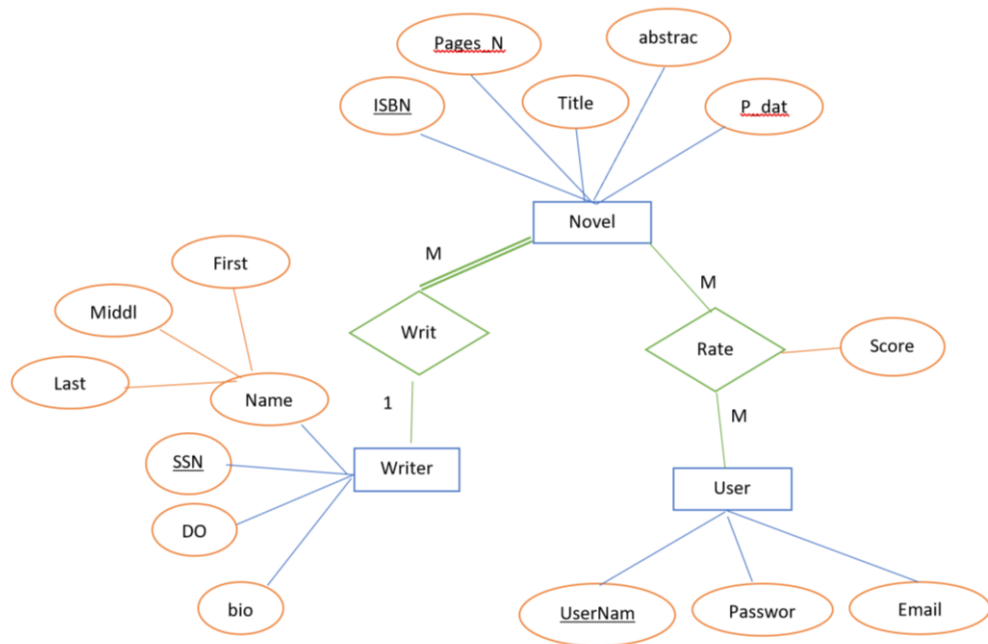 abstrac
Pages_N
Title
ISBN
P_dat
Novel
M
First
M
Middl
Writ
Rate
Score
Last
Name
1
M
SSN
Writer
User
DO
bio
UserNam
Passwor
Email